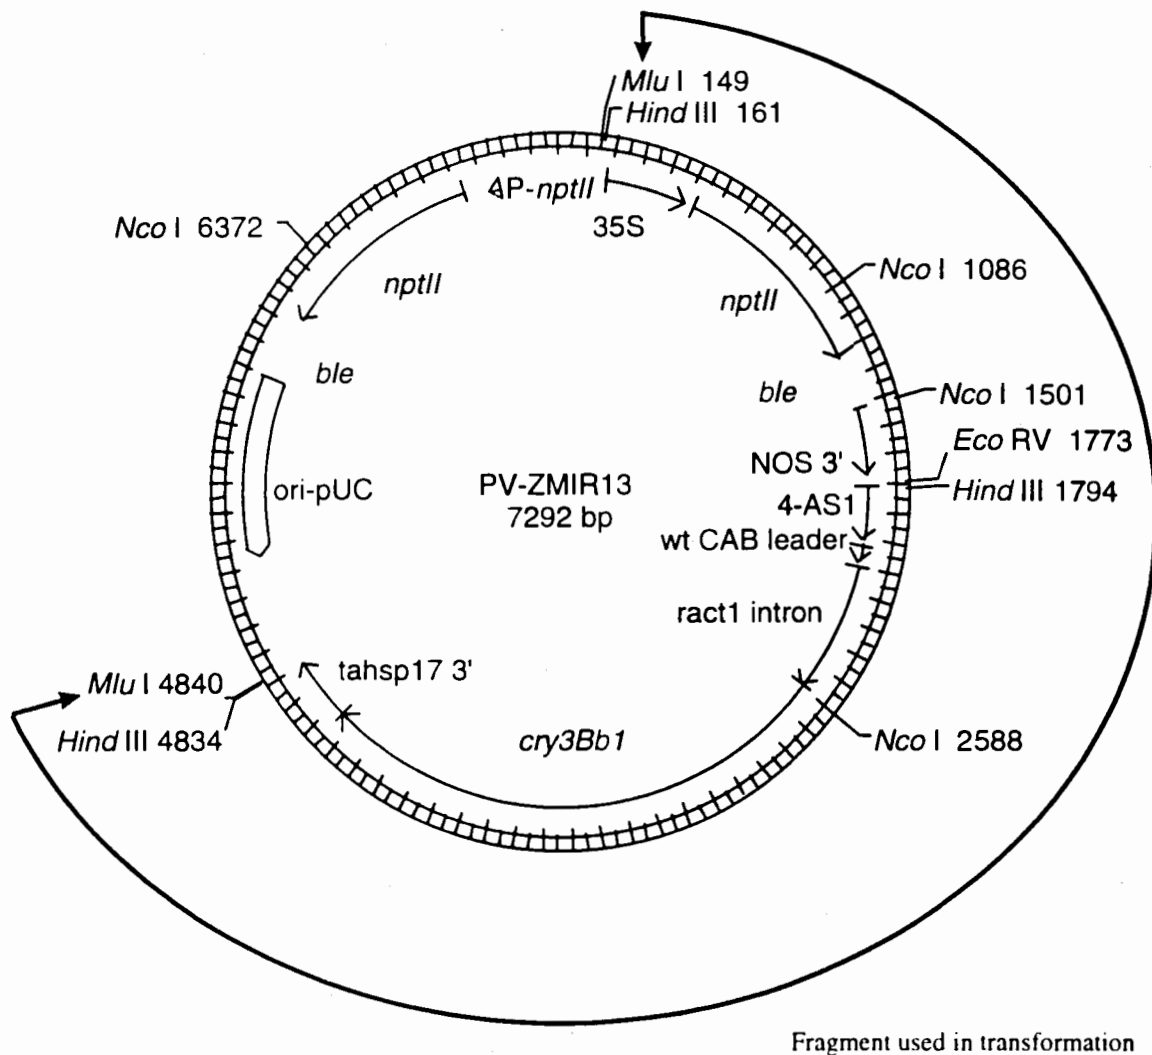 Mlu I 149
Hind III 161
ΔP-nptII
35S
Nco I 6372
nptII
Nco I 1086
nptII
ble
ble
Nco I 1501
Eco RV 1773
NOS 3'
Hind III 1794
ori-pUC
PV-ZMIR13
7292 bp
4-AS1
wt CAB leader
ract1 intron
tahsp17 3'
Mlu I 4840
Hind III 4834
cry3Bb1
Nco I 2588
Fragment used in transformation